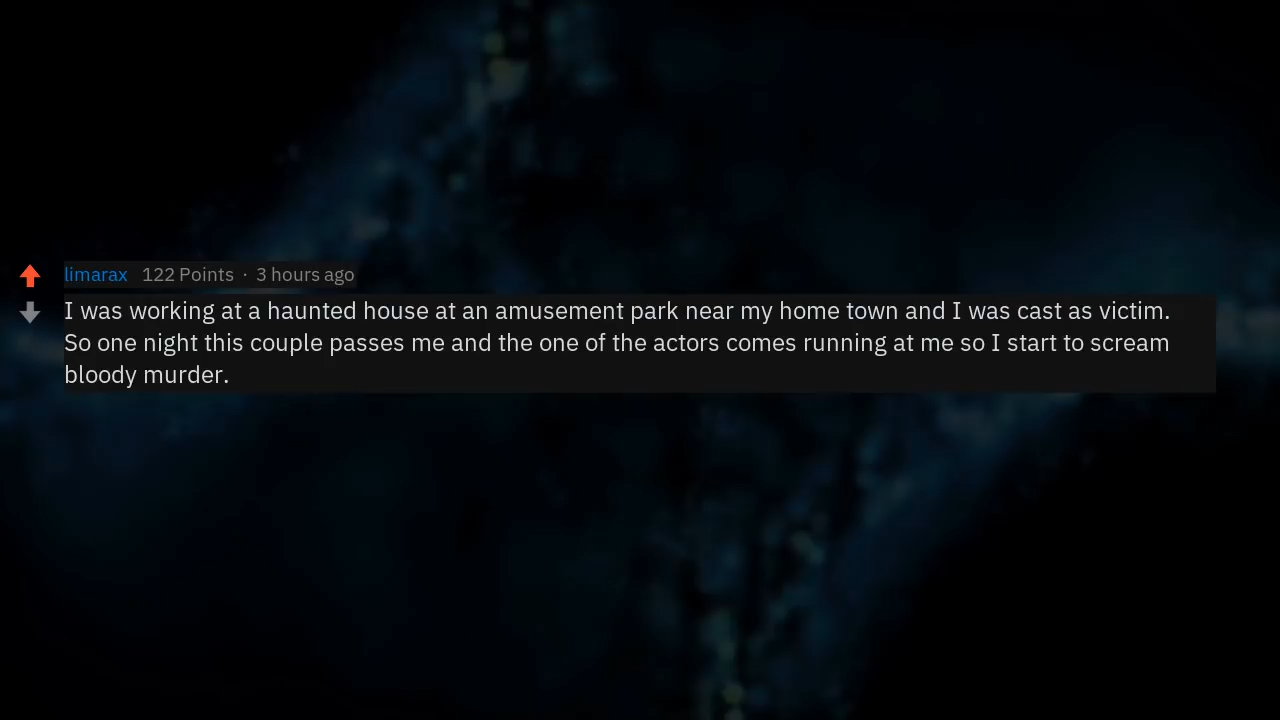 limarax 122 Points · 3 hours ago
I was working at a haunted house at an amusement park near my home town and I was cast as victim.
So one night this couple passes me and the one of the actors comes running at me so I start to scream
bloody murder.